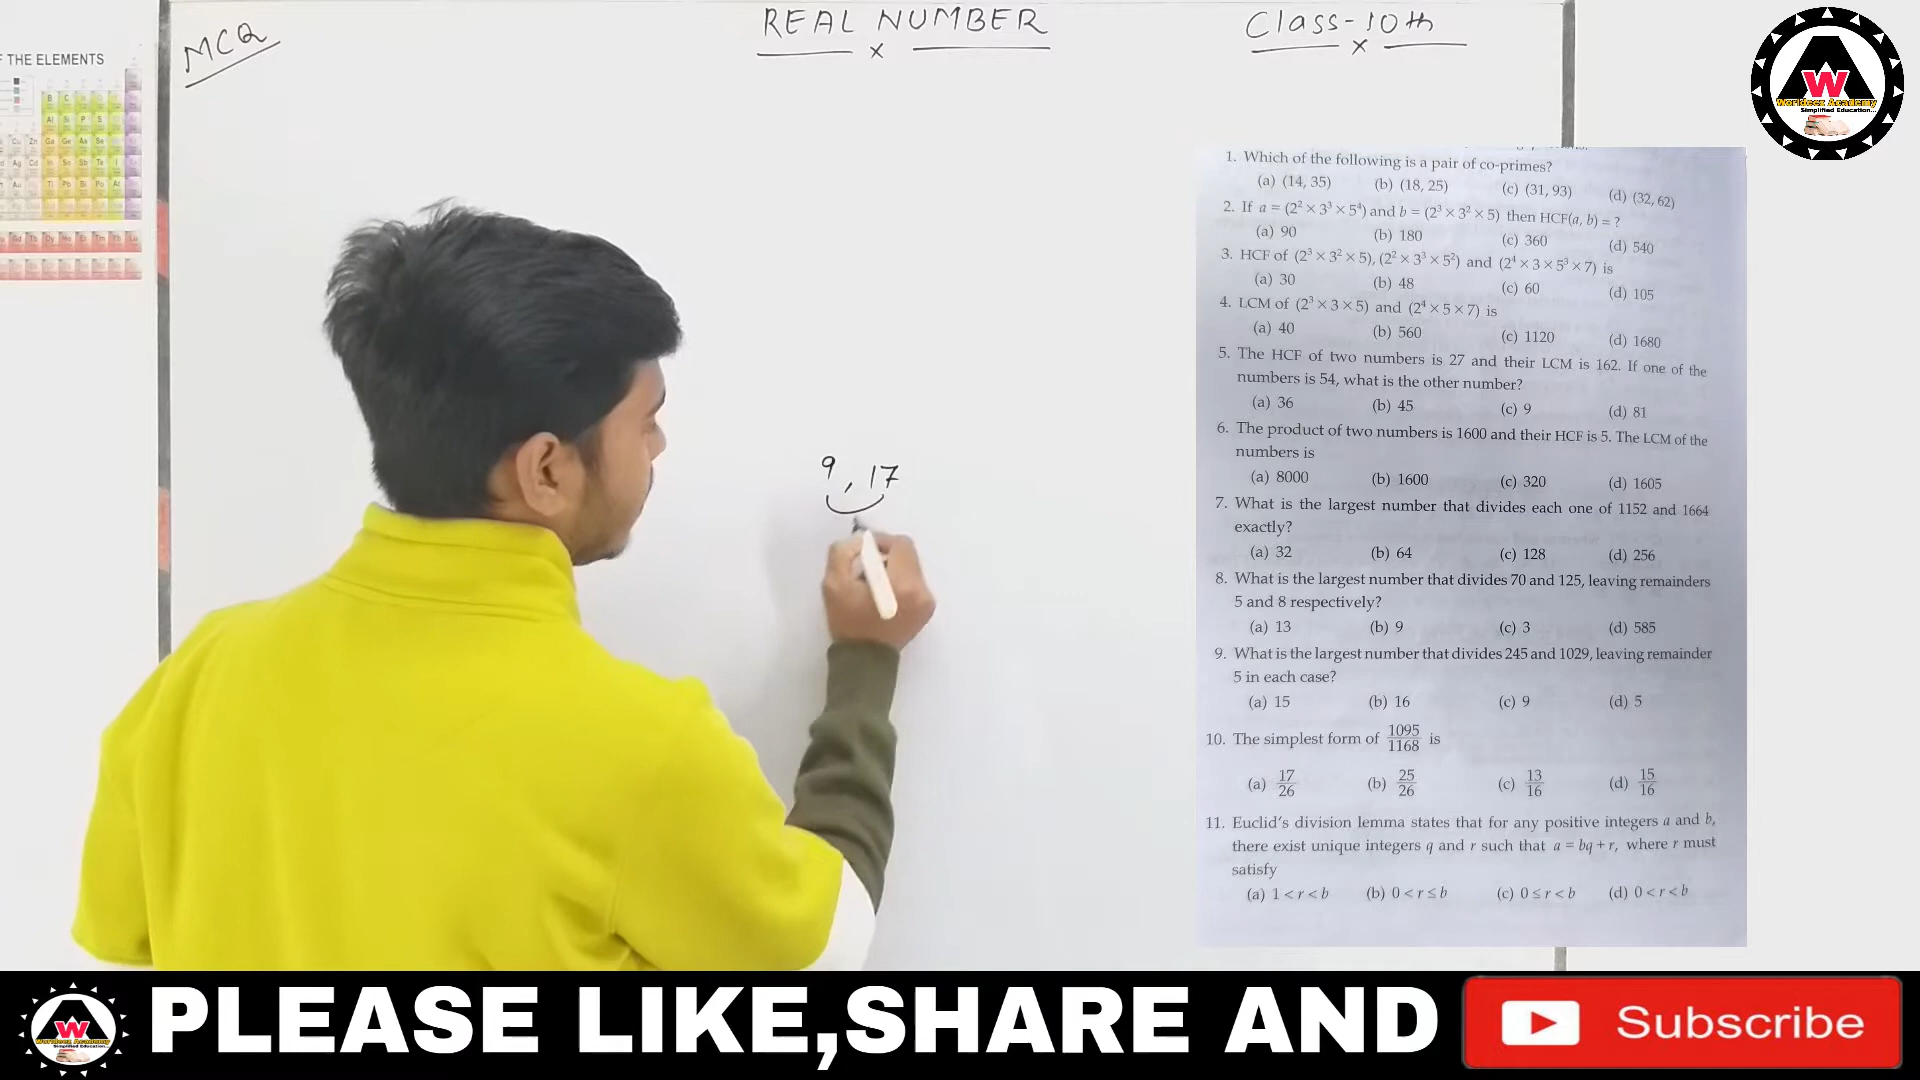 MCQ
REAL NUMBER
Class-10th
F THE ELEMENTS
W
Worldeez Academy
Simplified Education...
9, 17
1. Which of the following is a pair of co-primes?
(a) (14, 35) (b) (18, 25) (c) (31, 93) (d) (32, 62)
2. If a = (2² × 3³ × 5⁴) and b = (2³ × 3² × 5) then HCF(a, b) = ?
(a) 90 (b) 180 (c) 360 (d) 540
3. HCF of (2³ × 3² × 5), (2² × 3³ × 5²) and (2⁴ × 3 × 5³ × 7) is
(a) 30 (b) 48 (c) 60 (d) 105
4. LCM of (2³ × 3 × 5) and (2⁴ × 5 × 7) is
(a) 40 (b) 560 (c) 1120 (d) 1680
5. The HCF of two numbers is 27 and their LCM is 162. If one of the
numbers is 54, what is the other number?
(a) 36 (b) 45 (c) 9 (d) 81
6. The product of two numbers is 1600 and their HCF is 5. The LCM of the
numbers is
(a) 8000 (b) 1600 (c) 320 (d) 1605
7. What is the largest number that divides each one of 1152 and 1664
exactly?
(a) 32 (b) 64 (c) 128 (d) 256
8. What is the largest number that divides 70 and 125, leaving remainders
5 and 8 respectively?
(a) 13 (b) 9 (c) 3 (d) 585
9. What is the largest number that divides 245 and 1029, leaving remainder
5 in each case?
(a) 15 (b) 16 (c) 9 (d) 5
10. The simplest form of 1095/1168 is
(a) 17/26 (b) 25/26 (c) 13/16 (d) 15/16
11. Euclid's division lemma states that for any positive integers a and b,
there exist unique integers q and r such that a = bq + r, where r must
satisfy
(a) 1 < r < b (b) 0 < r ≤ b (c) 0 ≤ r < b (d) 0 < r < b
PLEASE LIKE,SHARE AND
Subscribe